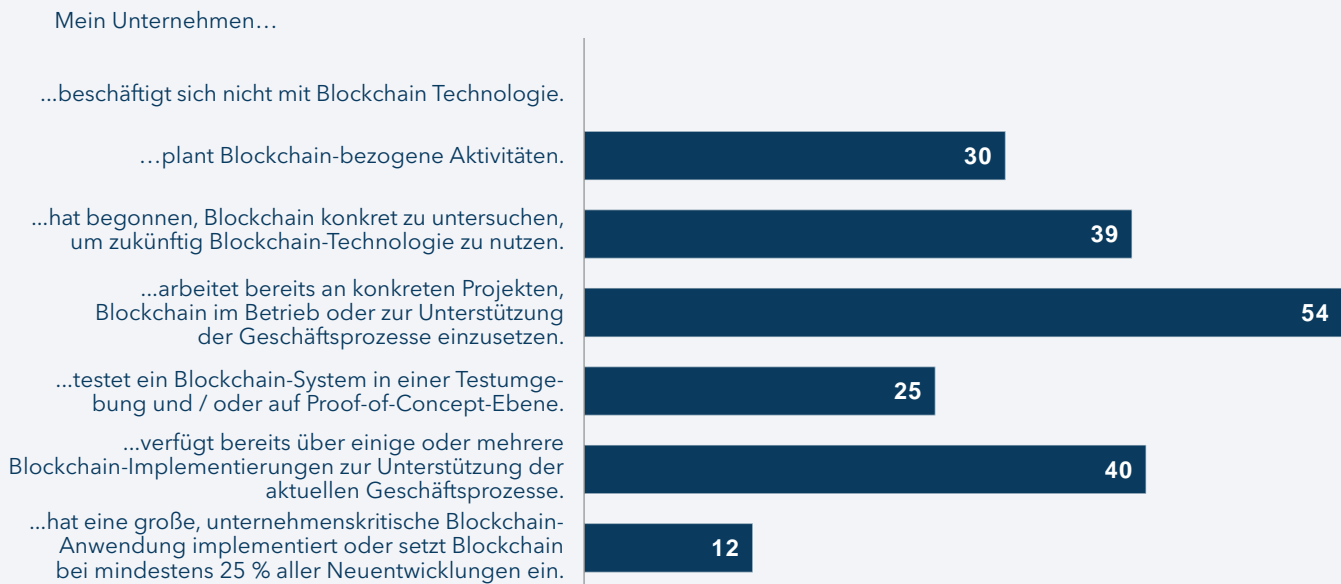 Mein Unternehmen…
...beschäftigt sich nicht mit Blockchain Technologie.
…plant Blockchain-bezogene Aktivitäten.
30
...hat begonnen, Blockchain konkret zu untersuchen,
um zukünftig Blockchain-Technologie zu nutzen.
39
...arbeitet bereits an konkreten Projekten,
Blockchain im Betrieb oder zur Unterstützung
der Geschäftsprozesse einzusetzen.
54
...testet ein Blockchain-System in einer Testumge-
bung und / oder auf Proof-of-Concept-Ebene.
25
...verfügt bereits über einige oder mehrere
Blockchain-Implementierungen zur Unterstützung der
aktuellen Geschäftsprozesse.
40
...hat eine große, unternehmenskritische Blockchain-
Anwendung implementiert oder setzt Blockchain
bei mindestens 25 % aller Neuentwicklungen ein.
12